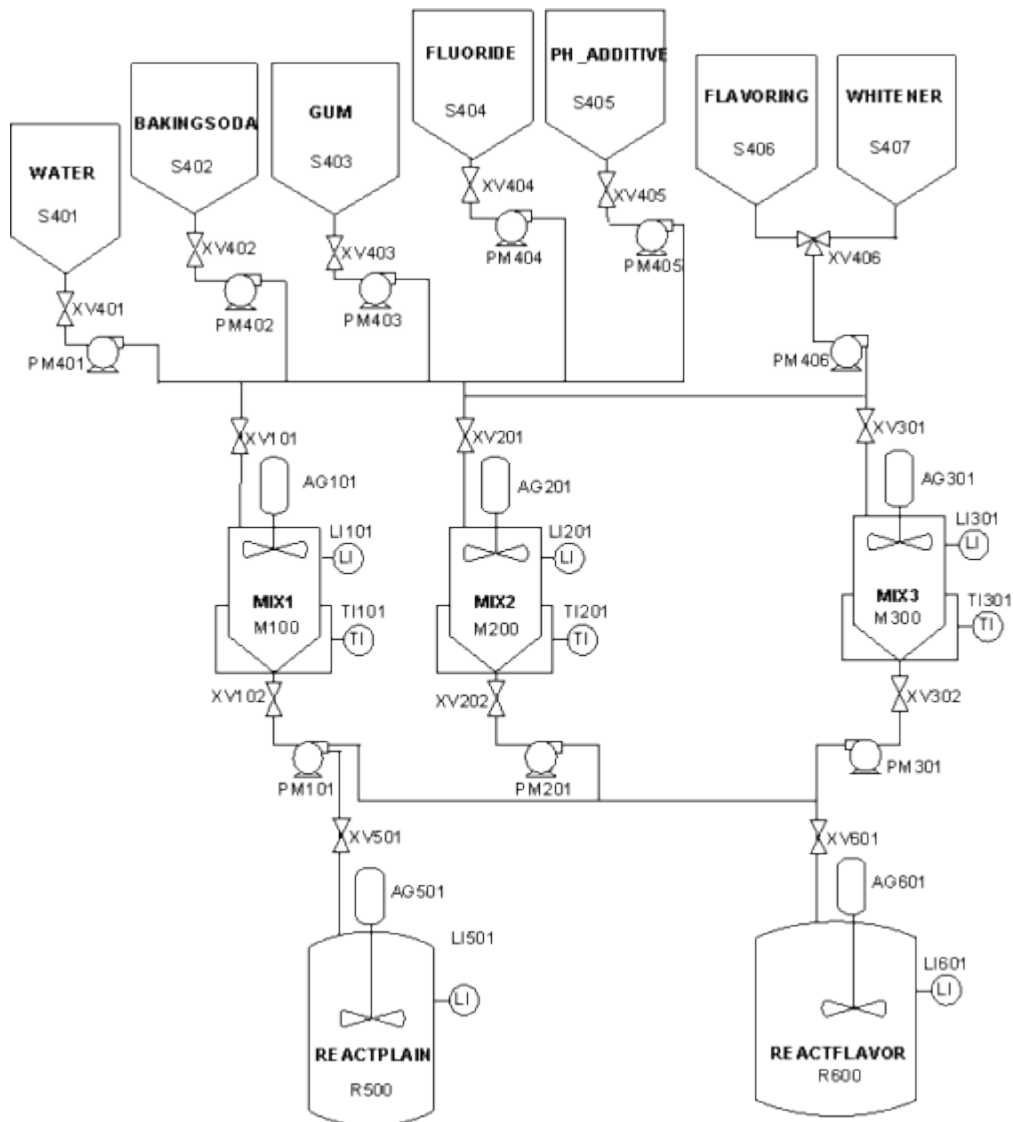 FLUORIDE
S404
PH_ADDITIVE
S405
FLAVORING
S406
WHITENER
S407
BAKINGSODA
S402
GUM
S403
WATER
S401
XV404
XV405
XV402
XV403
XV406
PM404
PM405
XV401
PM402
PM403
PM401
PM406
XV101
XV201
XV301
AG101
AG201
AG301
LI101
LI
LI201
LI
LI301
LI
MIX1
M100
TI101
TI
MIX2
M200
TI201
TI
MIX3
M300
TI301
TI
XV102
XV202
XV302
PM101
PM201
PM301
XV501
XV601
AG501
AG601
LI501
LI
LI601
LI
REACTPLAIN
R500
REACTFLAVOR
R600